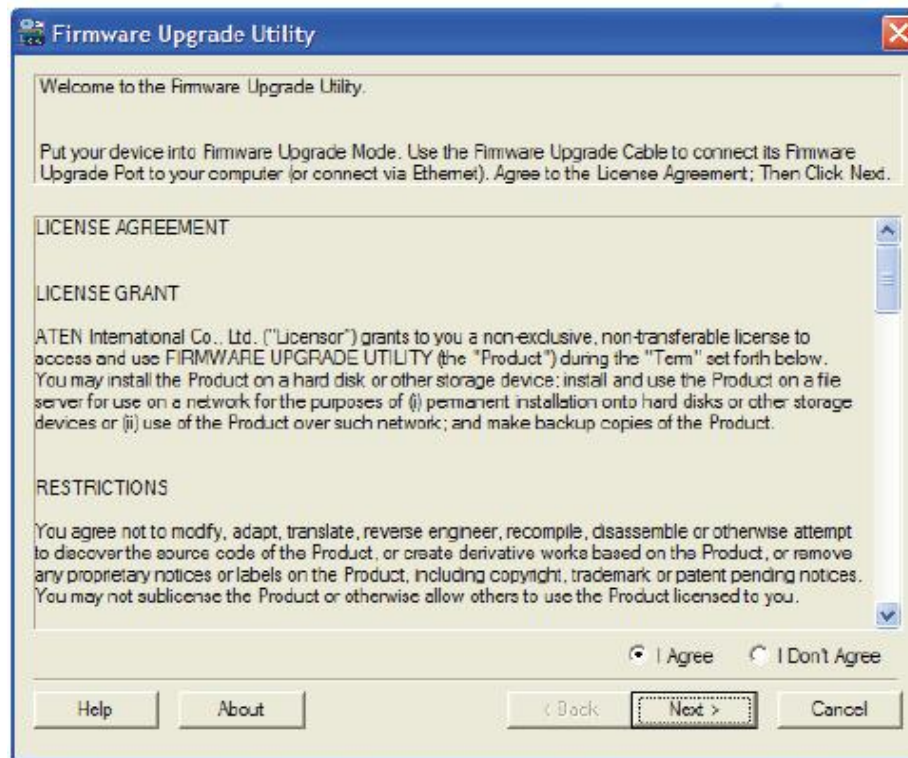 Firmware Upgrade Utility
Welcome to the Firmware Upgrade Utility.
Put your device into Firmware Upgrade Mode. Use the Firmware Upgrade Cable to connect its Firmware
Upgrade Port to your computer (or connect via Ethernet). Agree to the License Agreement; Then Click Next.
LICENSE AGREEMENT
LICENSE GRANT
ATEN International Co., Ltd. ("Licensor") grants to you a non-exclusive, non-transferable license to
access and use FIRMWARE UPGRADE UTILITY (the "Product") during the "Term" set forth below.
You may install the Product on a hard disk or other storage device; install and use the Product on a file
server for use on a network for the purposes of (i) permanent installation onto hard disks or other storage
devices or (ii) use of the Product over such network; and make backup copies of the Product.
RESTRICTIONS
You agree not to modify, adapt, translate, reverse engineer, recompile, disassemble or otherwise attempt
to discover the source code of the Product, or create derivative works based on the Product, or remove
any proprietary notices or labels on the Product, including copyright, trademark or patent pending notices.
You may not sublicense the Product or otherwise allow others to use the Product licensed to you.
I Agree I Don't Agree
Help About < Back Next > Cancel